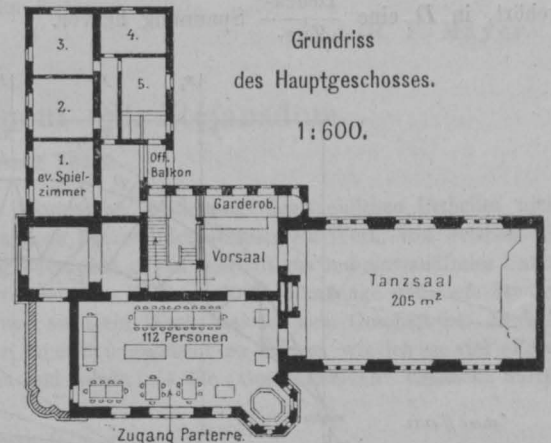 Grundriss
des Hauptgeschosses.
1:600.
3.
4.
5.
2.
1.
ev. Spiel-
zimmer
Off.
Balkon
Garderob.
Vorsaal
Tanzsaal
205 m²
112 Personen
Zugang Parterre.